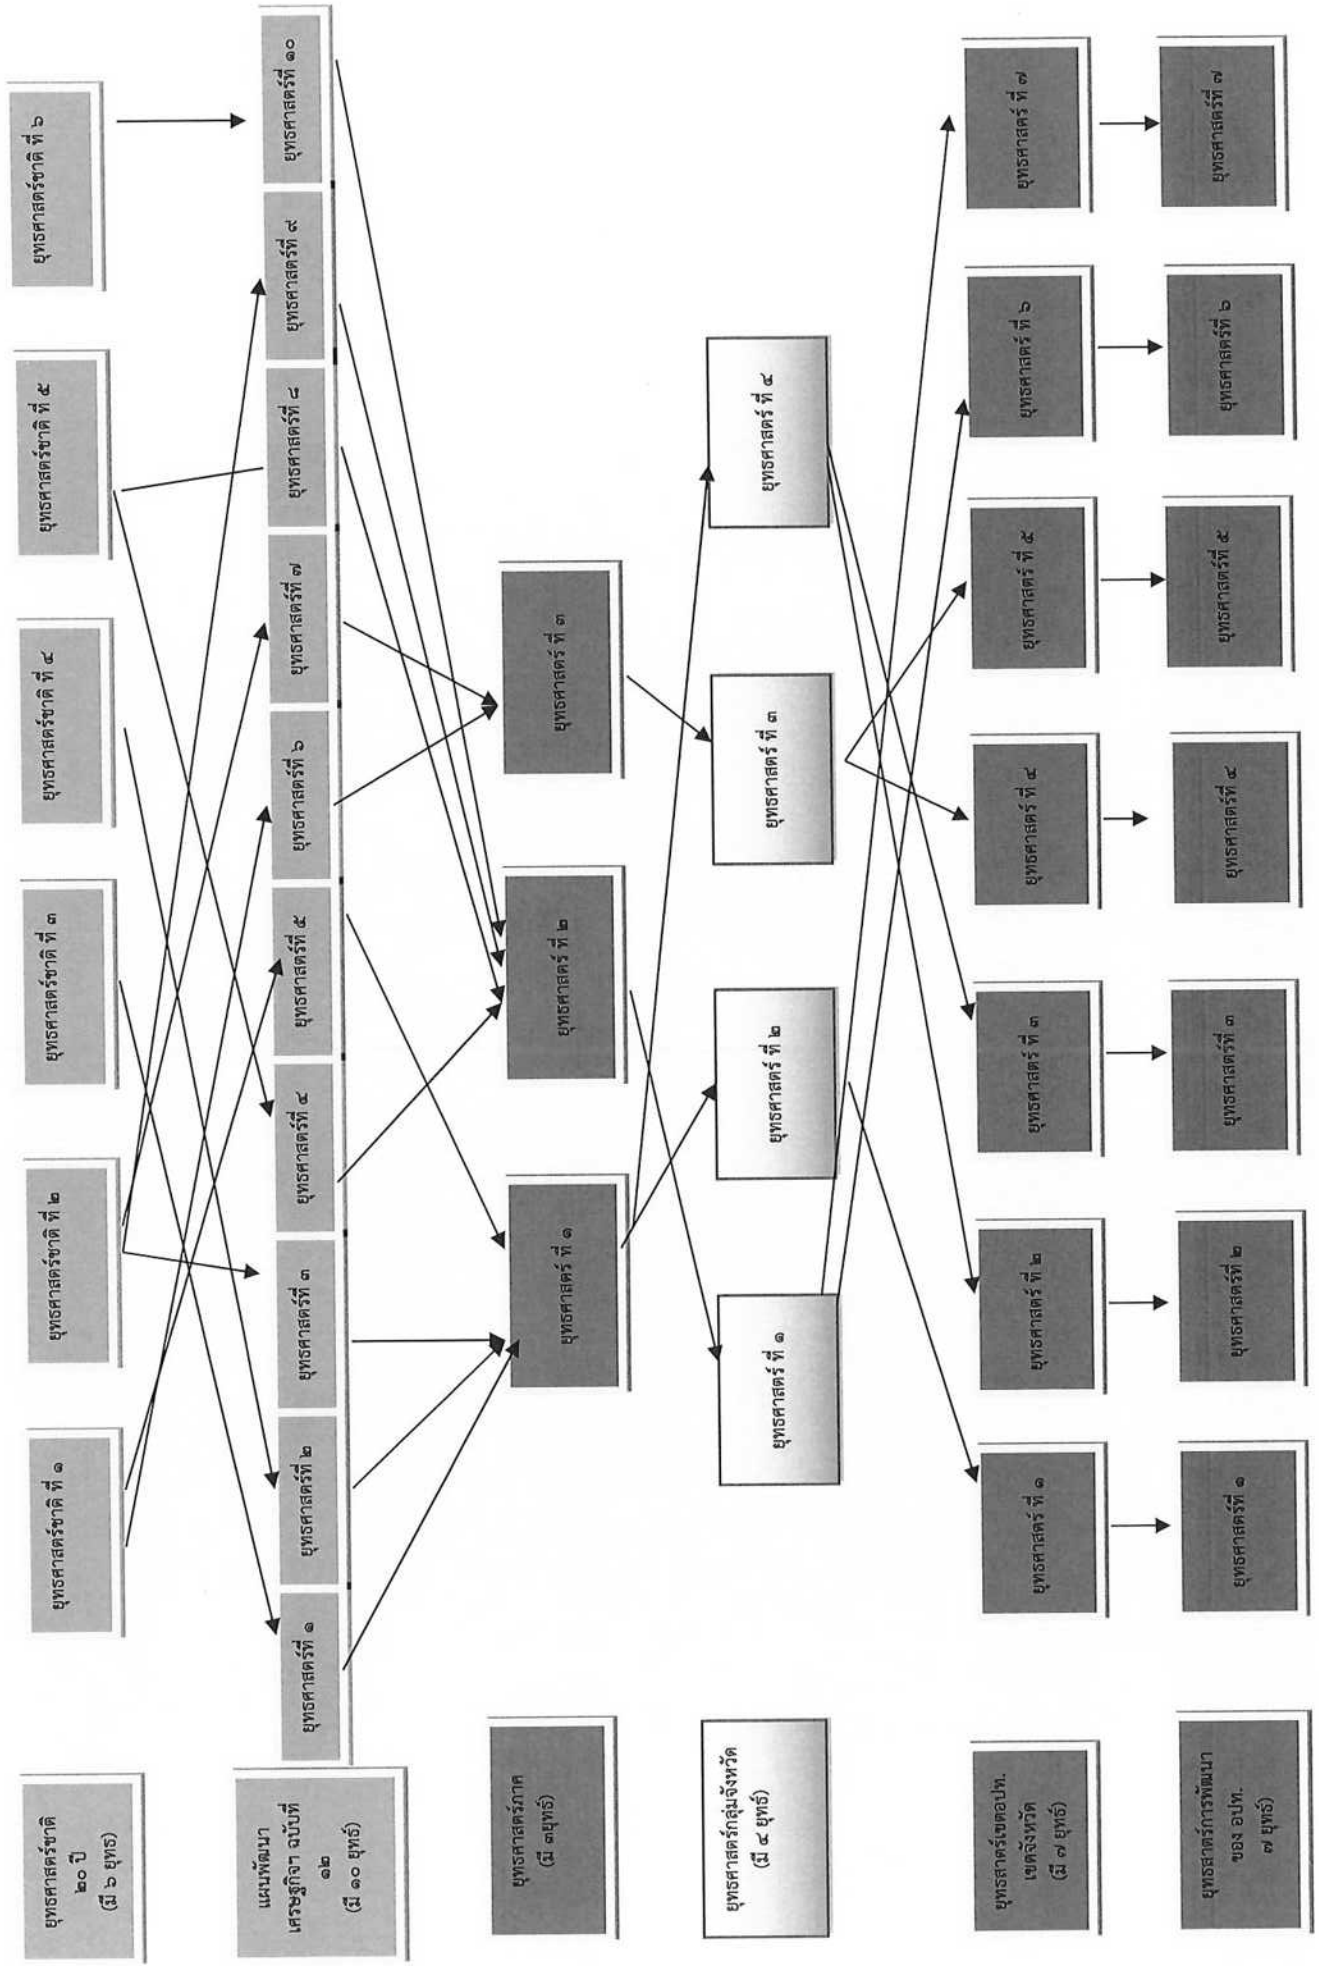 ยุทธศาสตร์ชาติ
๒๐ ปี
(มี ๖ ยุทธ)
ยุทธศาสตร์ชาติ ที่ ๑
ยุทธศาสตร์ชาติ ที่ ๒
ยุทธศาสตร์ชาติ ที่ ๓
ยุทธศาสตร์ชาติ ที่ ๔
ยุทธศาสตร์ชาติ ที่ ๕
ยุทธศาสตร์ชาติ ที่ ๖
แผนพัฒนา
เศรษฐกิจฯ ฉบับที่
๑๒
(มี ๑๐ ยุทธ์)
ยุทธศาสตร์ที่ ๑
ยุทธศาสตร์ที่ ๒
ยุทธศาสตร์ที่ ๓
ยุทธศาสตร์ที่ ๔
ยุทธศาสตร์ที่ ๕
ยุทธศาสตร์ที่ ๖
ยุทธศาสตร์ที่ ๗
ยุทธศาสตร์ที่ ๘
ยุทธศาสตร์ที่ ๙
ยุทธศาสตร์ที่ ๑๐
ยุทธศาสตร์ภาค
(มี ๓ยุทธ์)
ยุทธศาสตร์ ที่ ๑
ยุทธศาสตร์ ที่ ๒
ยุทธศาสตร์ ที่ ๓
ยุทธศาสตร์กลุ่มจังหวัด
(มี ๔ ยุทธ์)
ยุทธศาสตร์ ที่ ๑
ยุทธศาสตร์ ที่ ๒
ยุทธศาสตร์ ที่ ๓
ยุทธศาสตร์ ที่ ๔
ยุทธสาตร์เขตอปท.
เขตจังหวัด
(มี ๗ ยุทธ์)
ยุทธศาสตร์ ที่ ๑
ยุทธศาสตร์ ที่ ๒
ยุทธศาสตร์ ที่ ๓
ยุทธศาสตร์ ที่ ๔
ยุทธศาสตร์ ที่ ๕
ยุทธศาสตร์ ที่ ๖
ยุทธศาสตร์ ที่ ๗
ยุทธสาตร์การพัฒนา
ของ อปท.
๗ ยุทธ์)
ยุทธศาสตร์ที่ ๑
ยุทธศาสตร์ที่ ๒
ยุทธศาสตร์ที่ ๓
ยุทธศาสตร์ที่ ๔
ยุทธศาสตร์ที่ ๕
ยุทธศาสตร์ที่ ๖
ยุทธศาสตร์ที่ ๗